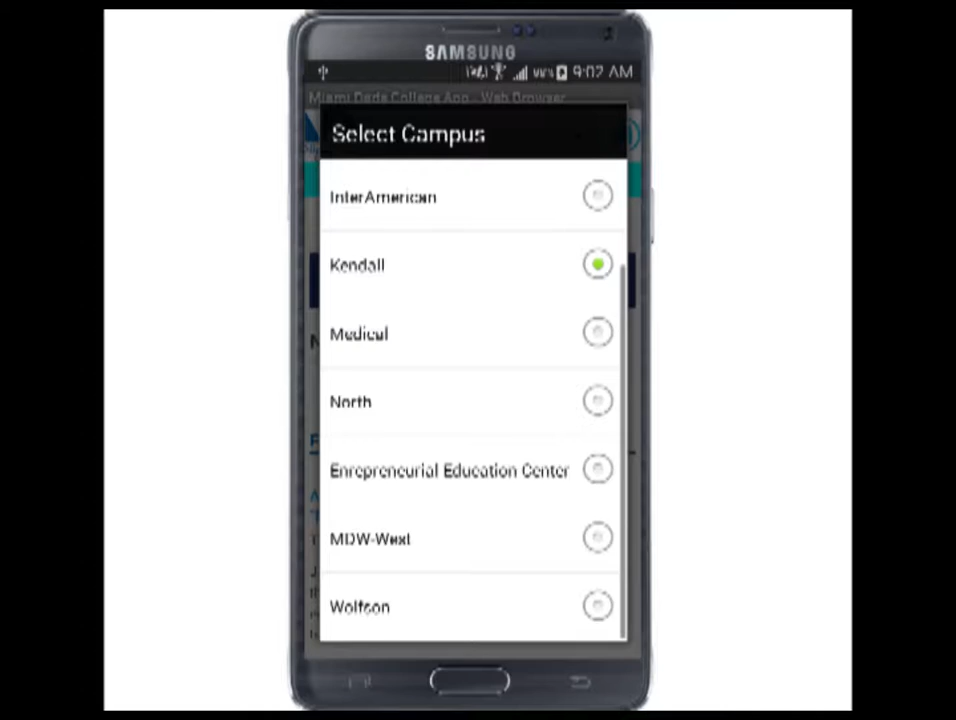 SAMSUNG
9:02 AM
Miami Dade College App - Web Browser
Select Campus
InterAmerican
Kendall
Medical
North
Enrepreneurial Education Center
MDW-West
Wolfson